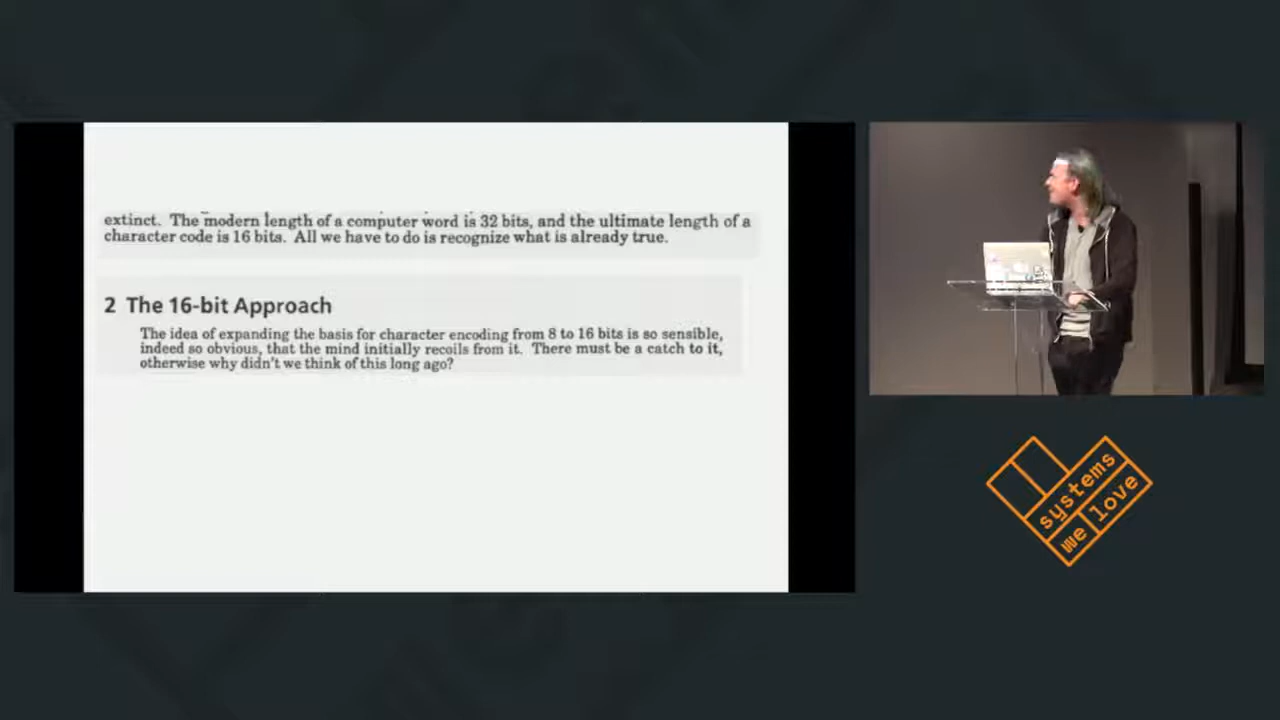 extinct. The modern length of a computer word is 32 bits, and the ultimate length of a
character code is 16 bits. All we have to do is recognize what is already true.
2 The 16-bit Approach
The idea of expanding the basis for character encoding from 8 to 16 bits is so sensible,
indeed so obvious, that the mind initially recoils from it. There must be a catch to it,
otherwise why didn't we think of this long ago?
systems
we love